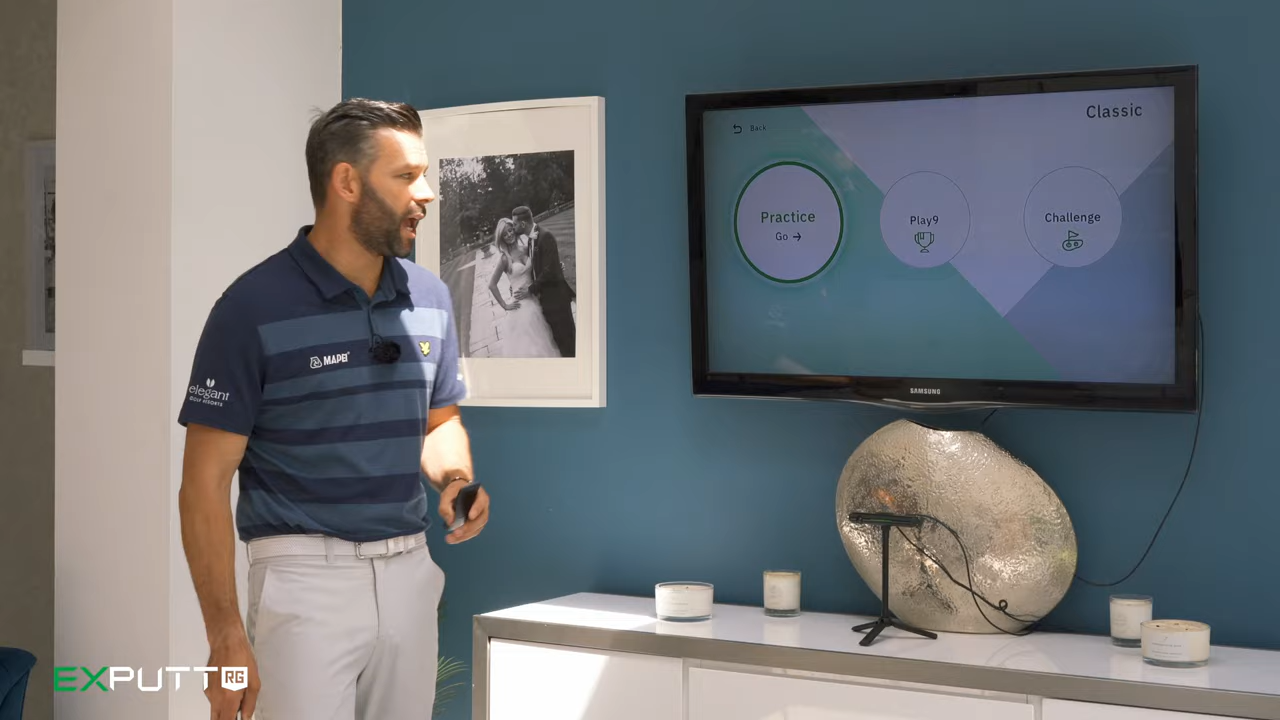 Classic
Back
Practice
Go →
Play9
Challenge
SAMSUNG
MAPEI
elegant
GOLF RESORTS
EXPUTT RG